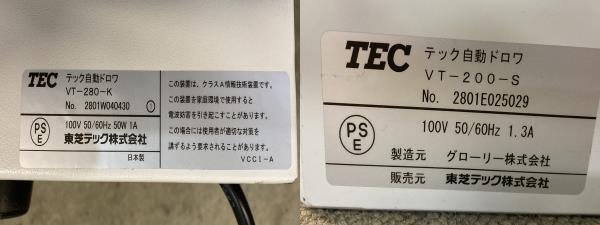 TEC テック自動ドロワ
VT-280-K
No. 2801W040430 ①
PSE 100V 50/60Hz 50W 1A
東芝テック株式会社
日本製
この装置は、クラスA情報技術装置です。
この装置を家庭環境で使用すると
電波妨害を引き起こすことがあります。
この場合には使用者が適切な対策を
講ずるよう要求されることがあります。
VCCI-A
TEC テック自動ドロワ
VT-200-S
No. 2801E025029
PSE 100V 50/60Hz 1.3A
製造元 グローリー株式会社
販売元 東芝テック株式会社